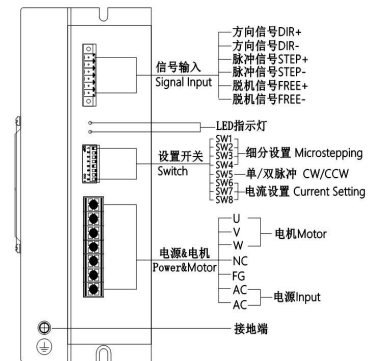 信号输入
Signal Input
方向信号DIR+
方向信号DIR-
脉冲信号STEP+
脉冲信号STEP-
脱机信号FREE+
脱机信号FREE-
LED指示灯
设置开关
Switch
SW1
SW2
SW3
SW4
SW5
SW6
SW7
SW8
细分设置 Microstepping
单/双脉冲 CW/CCW
电流设置 Current Setting
电源&电机
Power&Motor
U
V
W
NC
FG
AC
AC
电机Motor
电源Input
接地端